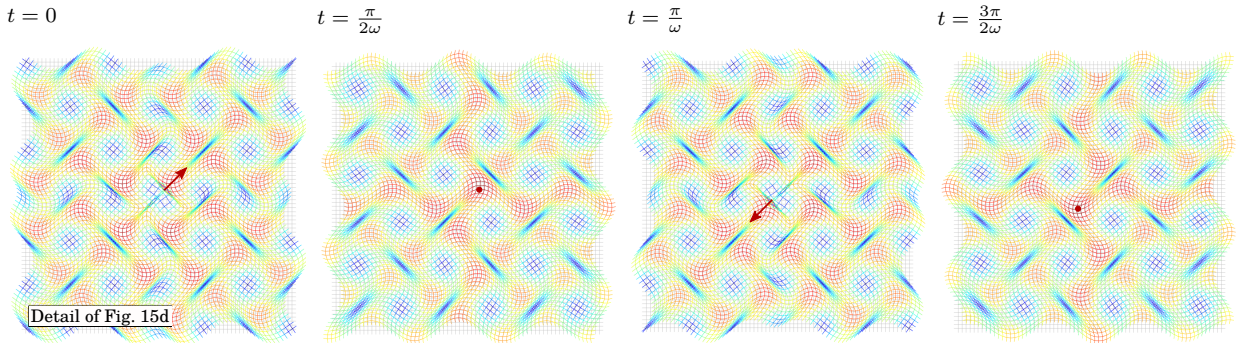 t = 0
t = π/2ω
t = π/ω
t = 3π/2ω
Detail of Fig. 15d